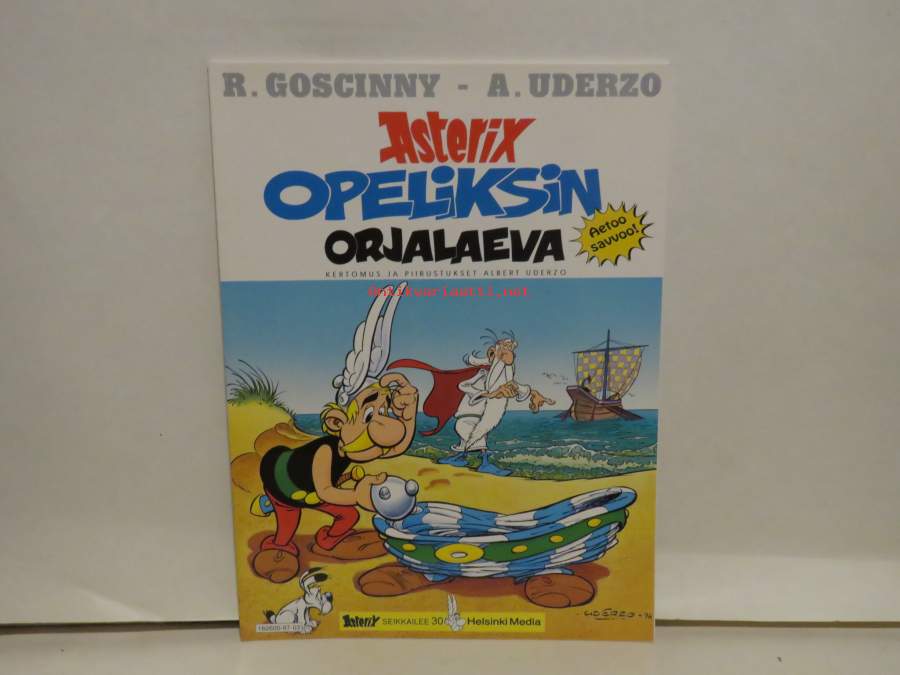 R. GOSCINNY - A. UDERZO
Asterix
OPELIKSIN
ORJALAEVA
Aetoo
savvoo!
KERTOMUS JA PIIRUSTUKSET ALBERT UDERZO
Antikvariaatti.net
UDERZO
Asterix SEIKKAILEE 30 Helsinki Media